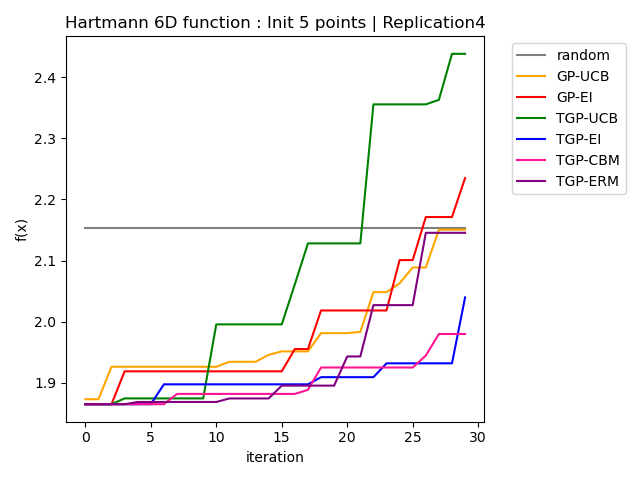 Hartmann 6D function : Init 5 points | Replication4
2.4
2.3
2.2
2.1
2.0
1.9
f(x)
0
5
10
15
20
25
30
iteration
random
GP-UCB
GP-EI
TGP-UCB
TGP-EI
TGP-CBM
TGP-ERM